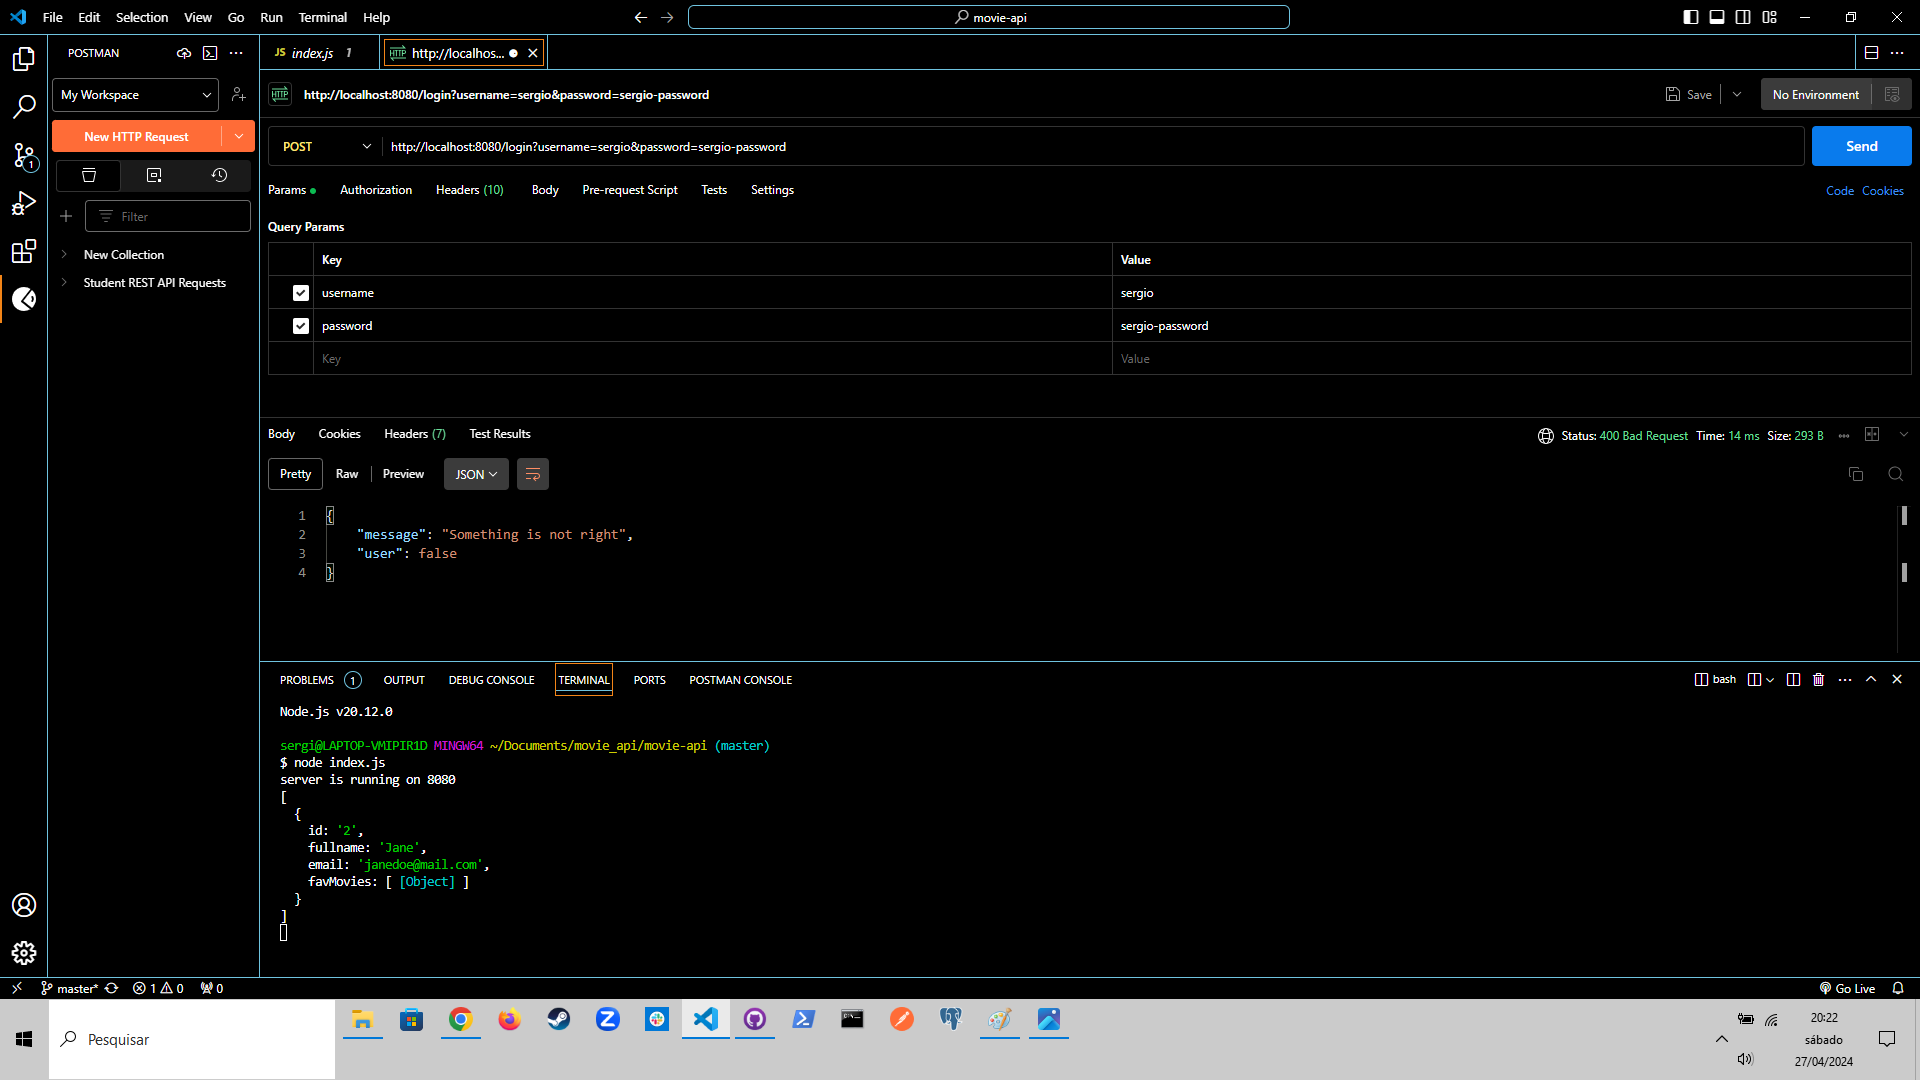 File Edit Selection View Go Run Terminal Help
movie-api
POSTMAN
JS index.js 1
HTTP http://localhos...
My Workspace
HTTP http://localhost:8080/login?username=sergio&password=sergio-password
Save
No Environment
New HTTP Request
POST
http://localhost:8080/login?username=sergio&password=sergio-password
Send
Params Authorization Headers (10) Body Pre-request Script Tests Settings
Code Cookies
1
Filter
Query Params
New Collection
Key Value
Student REST API Requests
username sergio
password sergio-password
Key Value
Body Cookies Headers (7) Test Results
Status: 400 Bad Request Time: 14 ms Size: 293 B
Pretty Raw Preview JSON
1 {
2 "message": "Something is not right",
3 "user": false
4 }
PROBLEMS 1 OUTPUT DEBUG CONSOLE TERMINAL PORTS POSTMAN CONSOLE
bash
Node.js v20.12.0
sergi@LAPTOP-VMIPIR1D MINGW64 ~/Documents/movie_api/movie-api (master)
$ node index.js
server is running on 8080
[
{
id: '2',
fullname: 'Jane',
email: 'janedoe@mail.com',
favMovies: [ [Object] ]
}
]
master* 1 0 0
Go Live
Pesquisar
20:22
sábado
27/04/2024